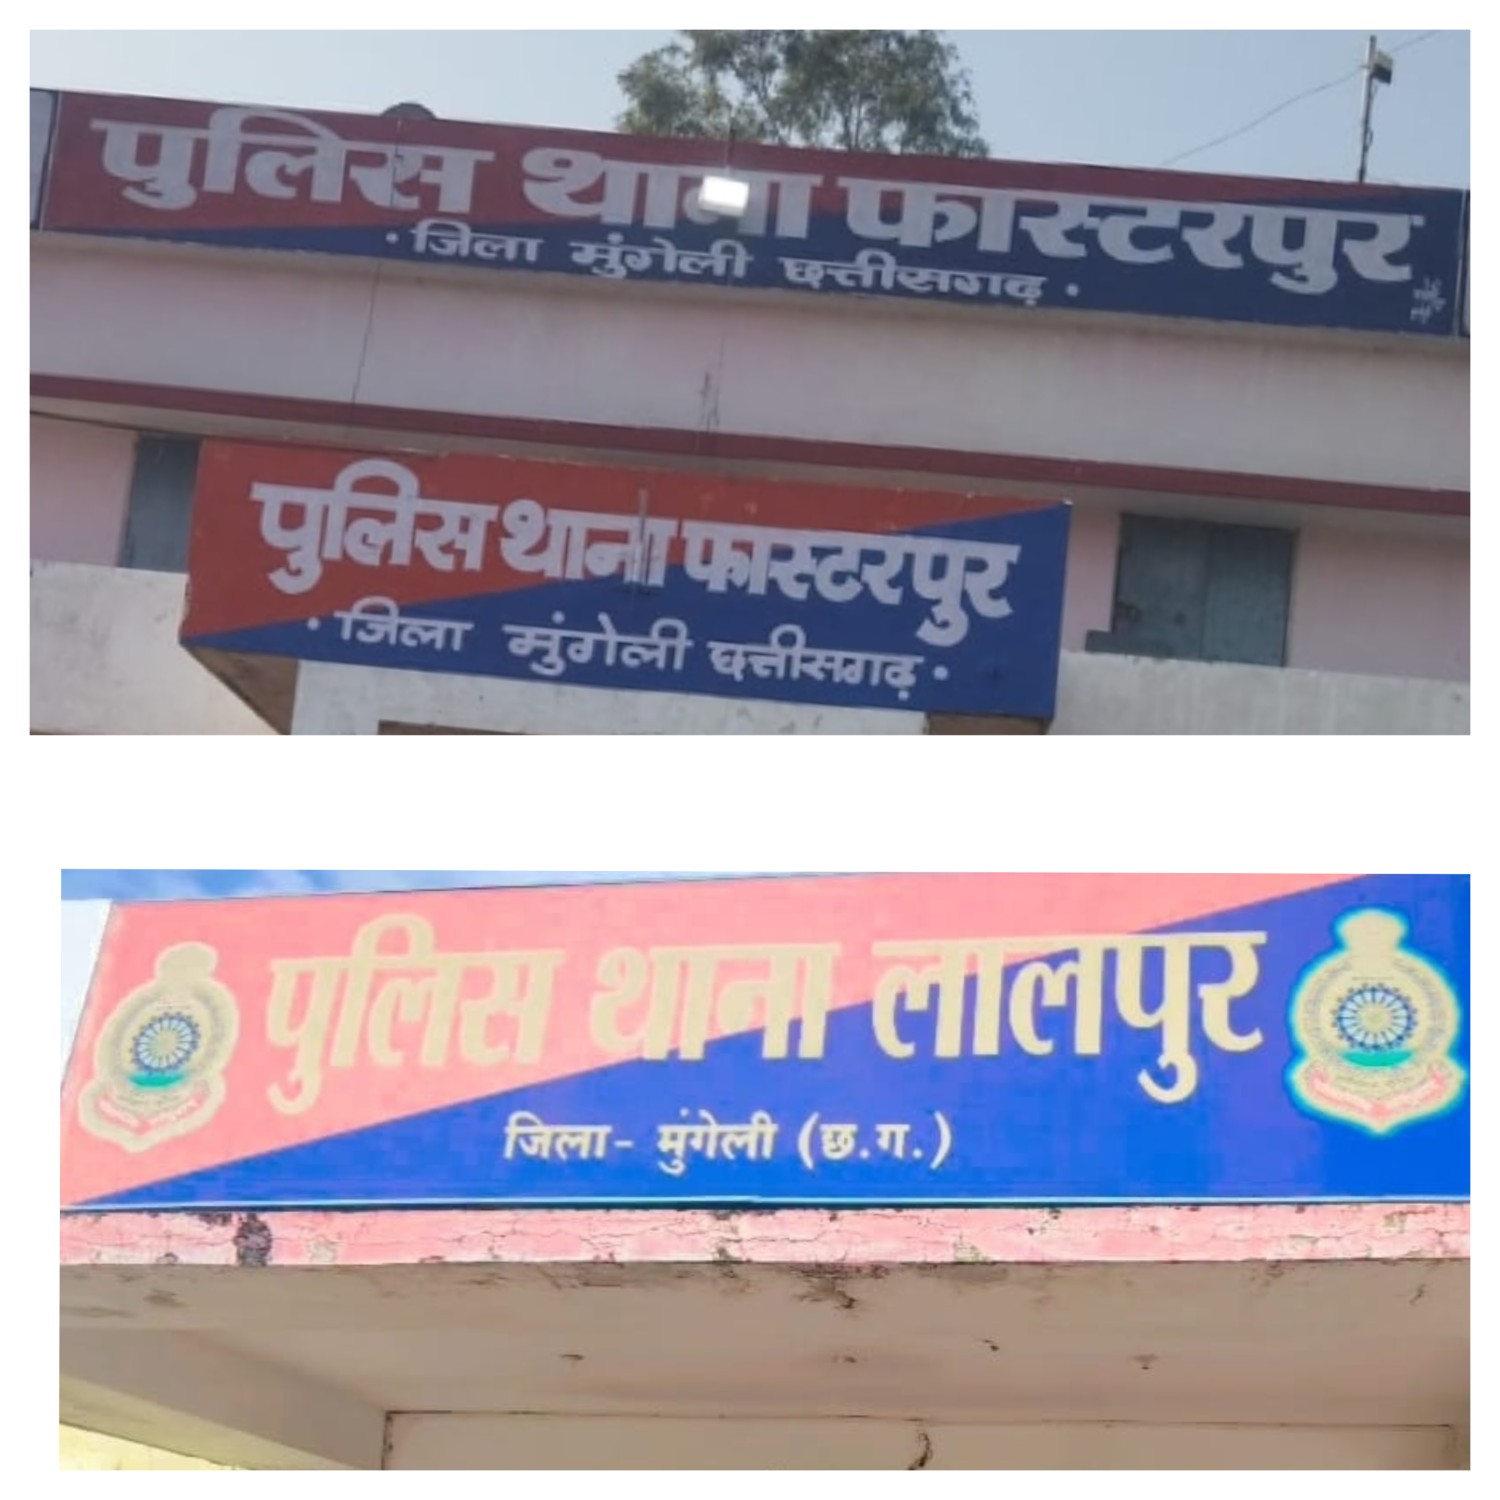 पुलिस थाना फास्टरपुर
• जिला मुंगेली छत्तीसगढ़ •
पुलिस थाना फास्टरपुर
• जिला मुंगेली छत्तीसगढ़ •
पुलिस थाना लालपुर
जिला - मुंगेली (छ.ग.)